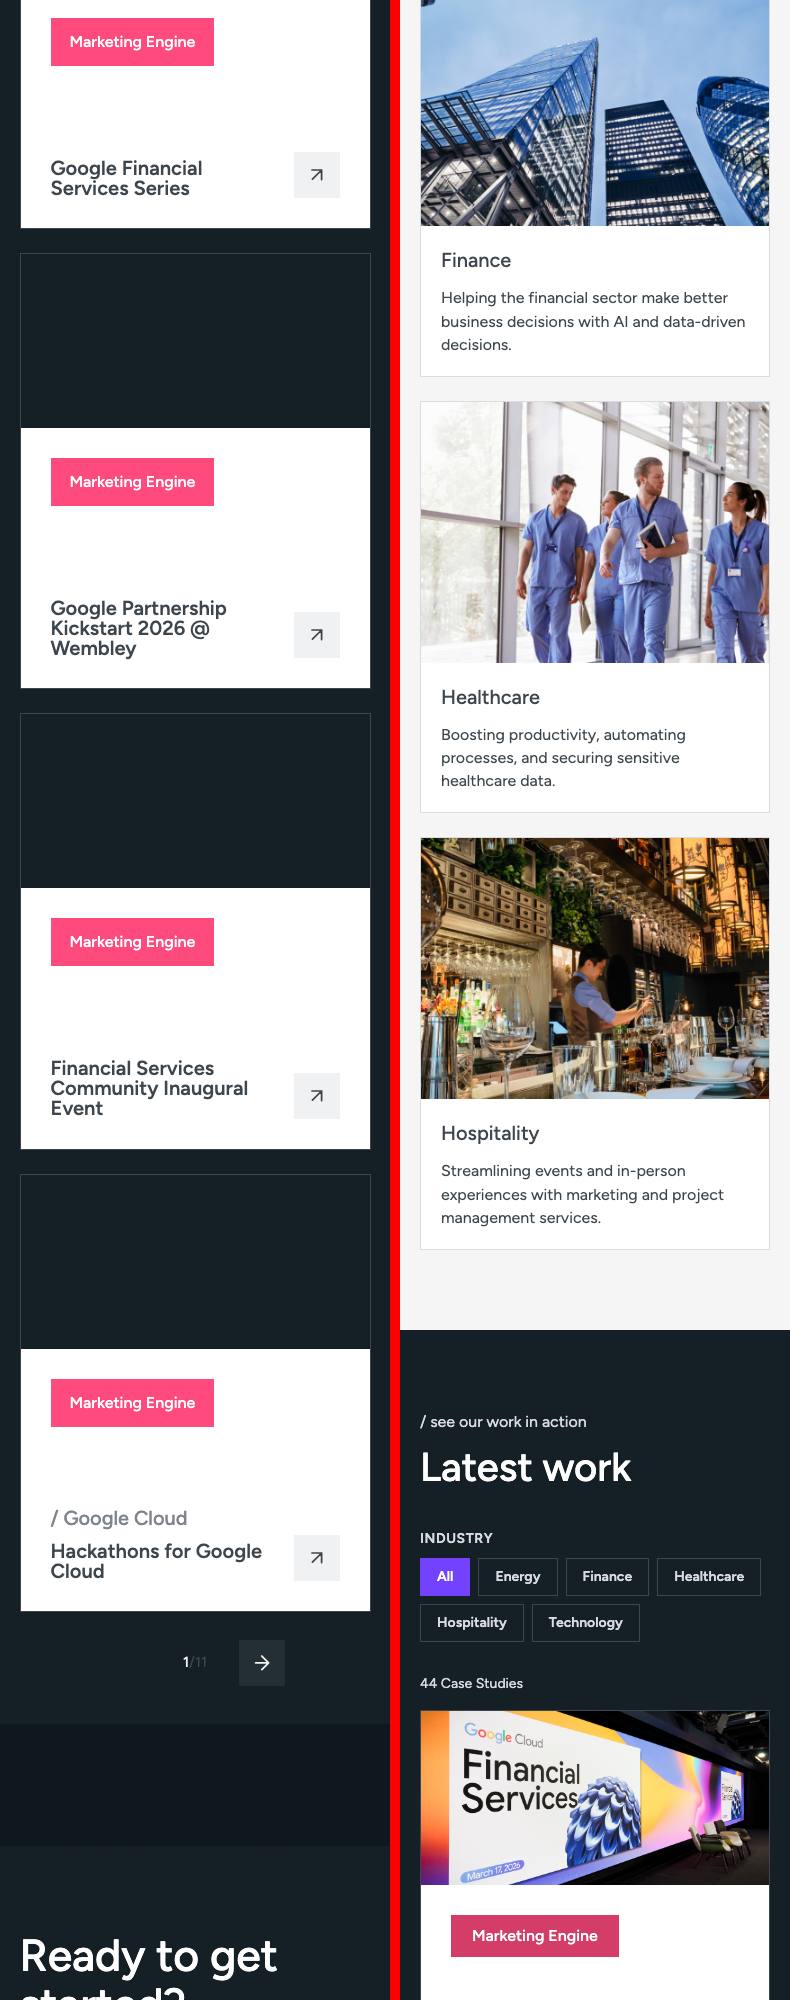 Marketing Engine
Google Financial
Services Series
Marketing Engine
Google Partnership
Kickstart 2026 @
Wembley
Marketing Engine
Financial Services
Community Inaugural
Event
Marketing Engine
/ Google Cloud
Hackathons for Google
Cloud
1/11
Ready to get
started?
Finance
Helping the financial sector make better
business decisions with AI and data-driven
decisions.
Healthcare
Boosting productivity, automating
processes, and securing sensitive
healthcare data.
Hospitality
Streamlining events and in-person
experiences with marketing and project
management services.
/ see our work in action
Latest work
INDUSTRY
All
Energy
Finance
Healthcare
Hospitality
Technology
44 Case Studies
Google Cloud
Financial
Services
March 17, 2026
Marketing Engine